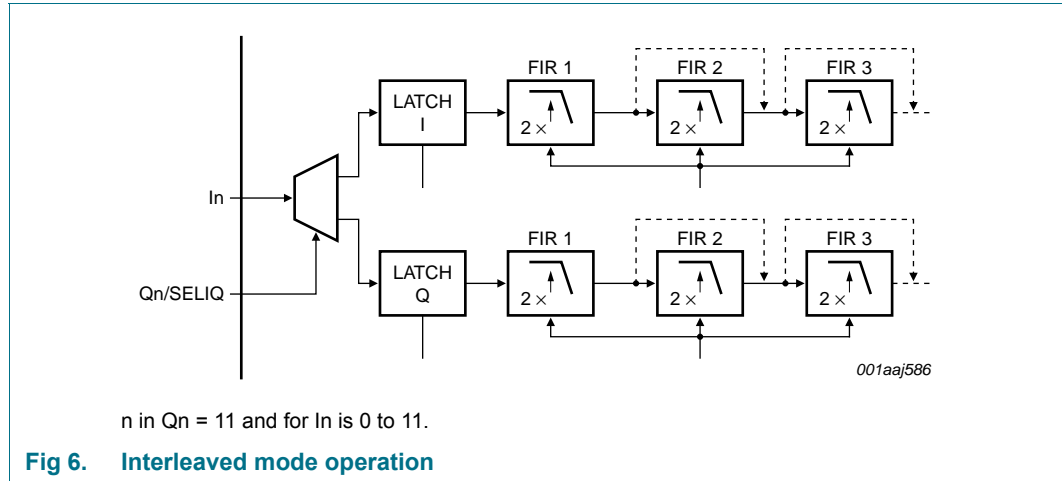 FIR 1 FIR 2 FIR 3
LATCH
I
2 × 2 × 2 ×
In
FIR 1 FIR 2 FIR 3
LATCH
Q
2 × 2 × 2 ×
Qn/SELIQ
001aaj586
n in Qn = 11 and for In is 0 to 11.
Fig 6. Interleaved mode operation